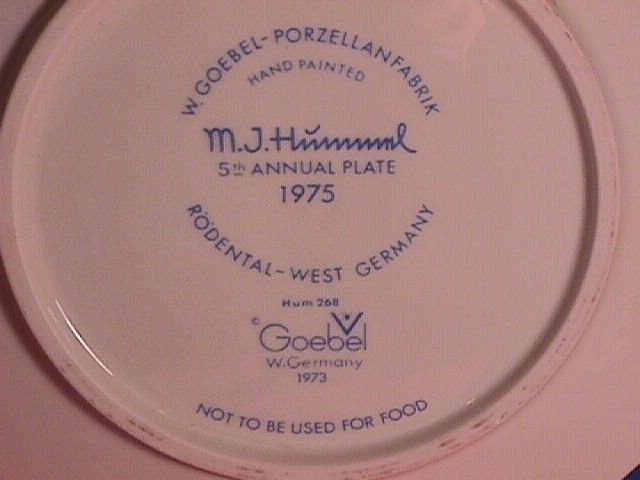 W. GOEBEL-PORZELLANFABRIK
HAND PAINTED
M.J.Hummel
5th ANNUAL PLATE
1975
RÖDENTAL-WEST GERMANY
Hum 268
© Goebel
W.Germany
1973
NOT TO BE USED FOR FOOD